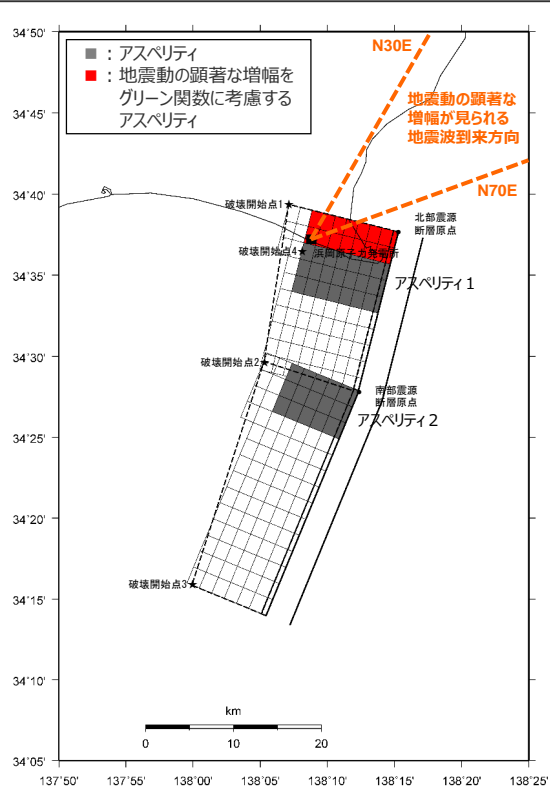 34°50'
34°45'
34°40'
34°35'
34°30'
34°25'
34°20'
34°15'
34°10'
34°05'
■ : アスペリティ
■ : 地震動の顕著な増幅を
グリーン関数に考慮する
アスペリティ
N30E
地震動の顕著な
増幅が見られる
地震波到来方向
N70E
破壊開始点1
北部震源
断層原点
破壊開始点4
浜岡原子力発電所
アスペリティ1
破壊開始点2
南部震源
断層原点
アスペリティ2
破壊開始点3
km
0 10 20
137°50' 137°55' 138°00' 138°05' 138°10' 138°15' 138°20' 138°25'